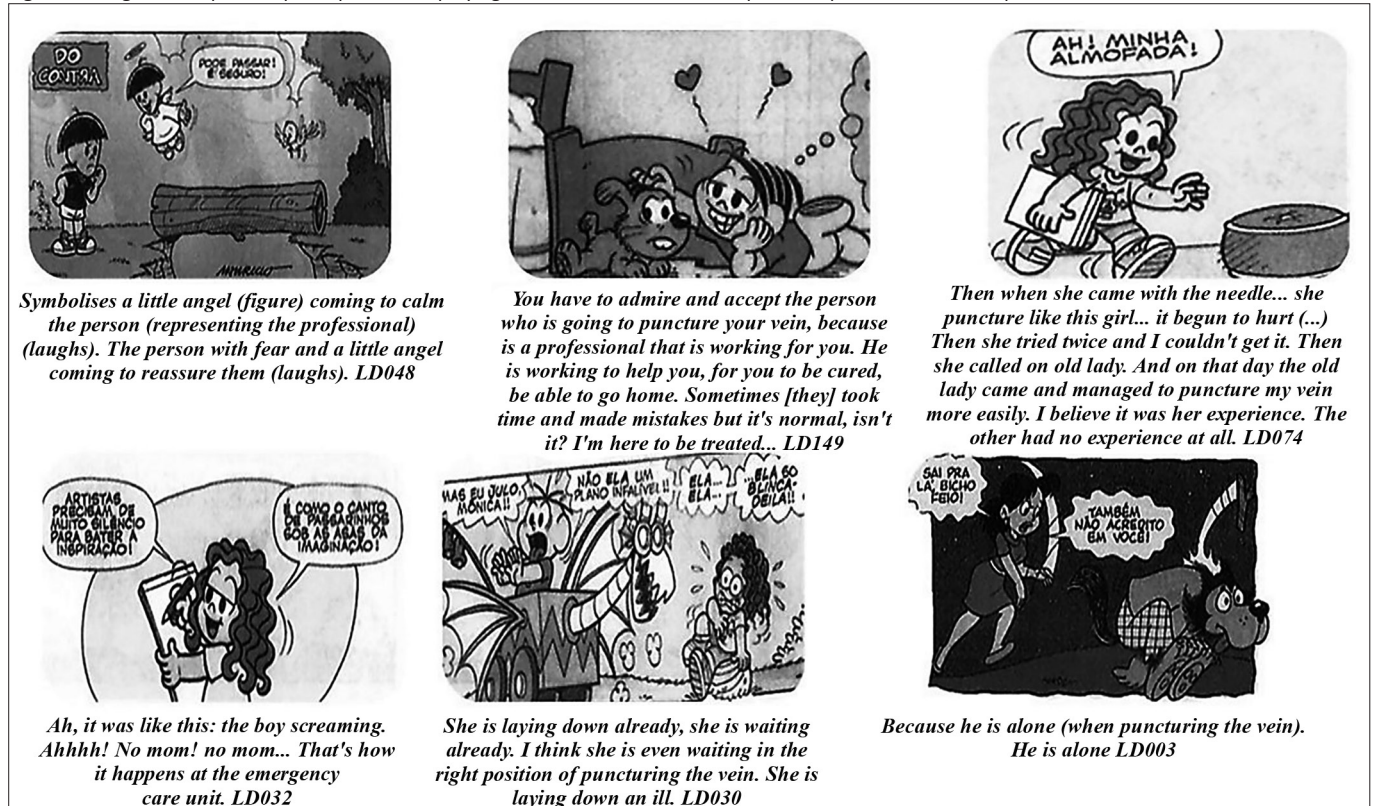 DO
CONTRA
PODE PASSAR!
É SEGURO!
MAURICIO
AH! MINHA
ALMOFADA!
Symbolises a little angel (figure) coming to calm
the person (representing the professional)
(laughs). The person with fear and a little angel
coming to reassure them (laughs). LD048
You have to admire and accept the person
who is going to puncture your vein, because
is a professional that is working for you. He
is working to help you, for you to be cured,
be able to go home. Sometimes [they] took
time and made mistakes but it's normal, isn't
it? I'm here to be treated... LD149
Then when she came with the needle... she
puncture like this girl... it begun to hurt (...)
Then she tried twice and I couldn't get it. Then
she called on old lady. And on that day the old
lady came and managed to puncture my vein
more easily. I believe it was her experience. The
other had no experience at all. LD074
ARTISTAS
PRECISAM DE
MUITO SILÊNCIO
PARA BATER A
INSPIRAÇÃO!
É COMO O CANTO
DE PASSARINHOS
SOB AS ASAS DA
IMAGINAÇÃO!
MAS EU JULO,
MÔNICA!!
NÃO ELA UM
PLANO INFALÍVEL!!
ELA...
ELA...
...ELA SÓ
BLINCA-
DEILA!!
SAI PRA
LÁ, BICHO
FEIO!
TAMBÉM
NÃO ACREDITO
EM VOCÊ!
Ah, it was like this: the boy screaming.
Ahhhh! No mom! no mom... That's how
it happens at the emergency
care unit. LD032
She is laying down already, she is waiting
already. I think she is even waiting in the
right position of puncturing the vein. She is
laying down an ill. LD030
Because he is alone (when puncturing the vein).
He is alone LD003